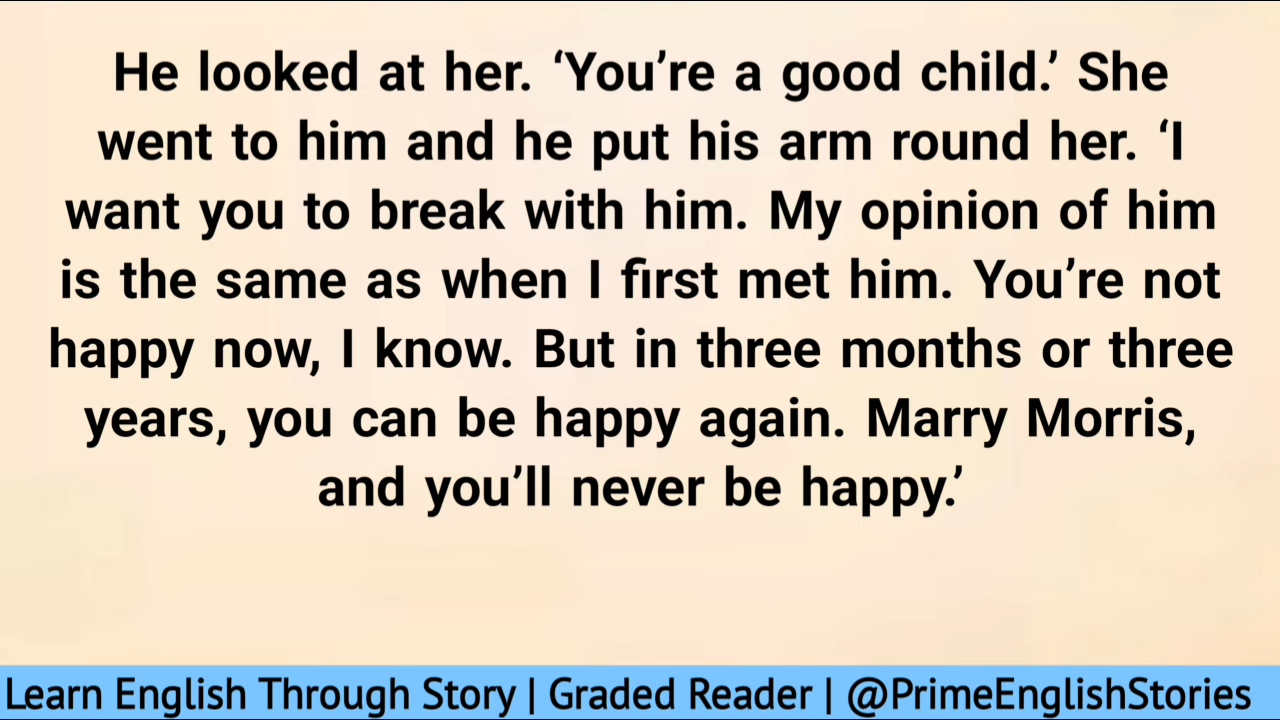 He looked at her. ‘You’re a good child.’ She
went to him and he put his arm round her. ‘I
want you to break with him. My opinion of him
is the same as when I first met him. You’re not
happy now, I know. But in three months or three
years, you can be happy again. Marry Morris,
and you’ll never be happy.’
Learn English Through Story | Graded Reader | @PrimeEnglishStories